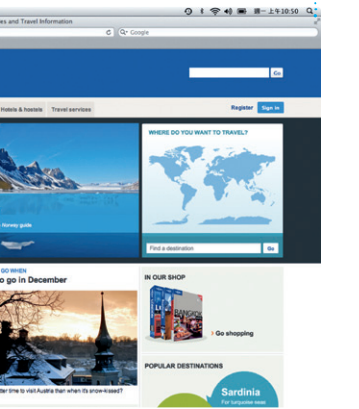 週一 上午10:50
es and Travel Information
Google
Go
Hotels & hostels Travel services
Register Sign in
WHERE DO YOU WANT TO TRAVEL?
Norway guide
Find a destination Go
GO WHEN
o go in December
IN OUR SHOP
Go shopping
ter time to visit Austria than when it's snow-kissed?
POPULAR DESTINATIONS
Sardinia
For turquoise seas